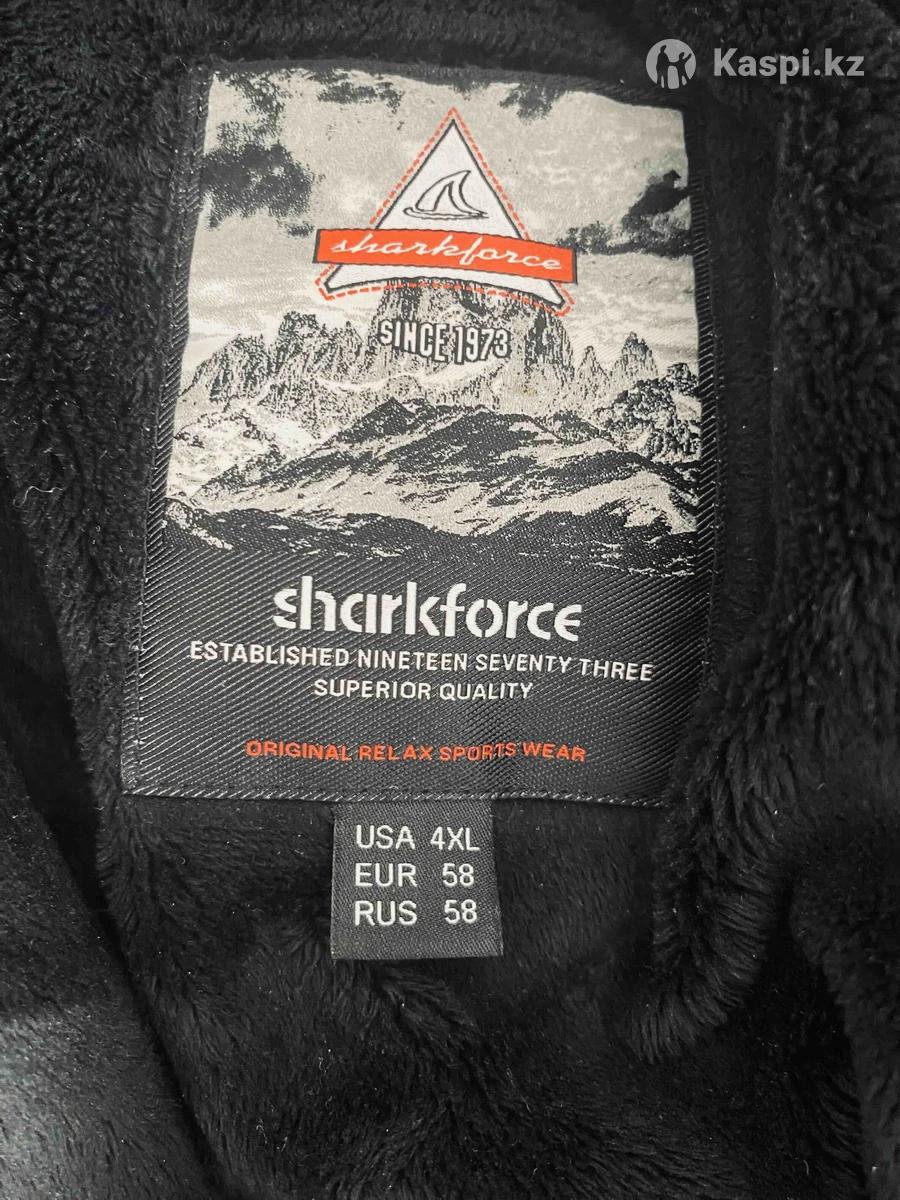 Kaspi.kz
sharkforce
SINCE 1973
sharkforce
ESTABLISHED NINETEEN SEVENTY THREE
SUPERIOR QUALITY
ORIGINAL RELAX SPORTS WEAR
USA 4XL
EUR 58
RUS 58